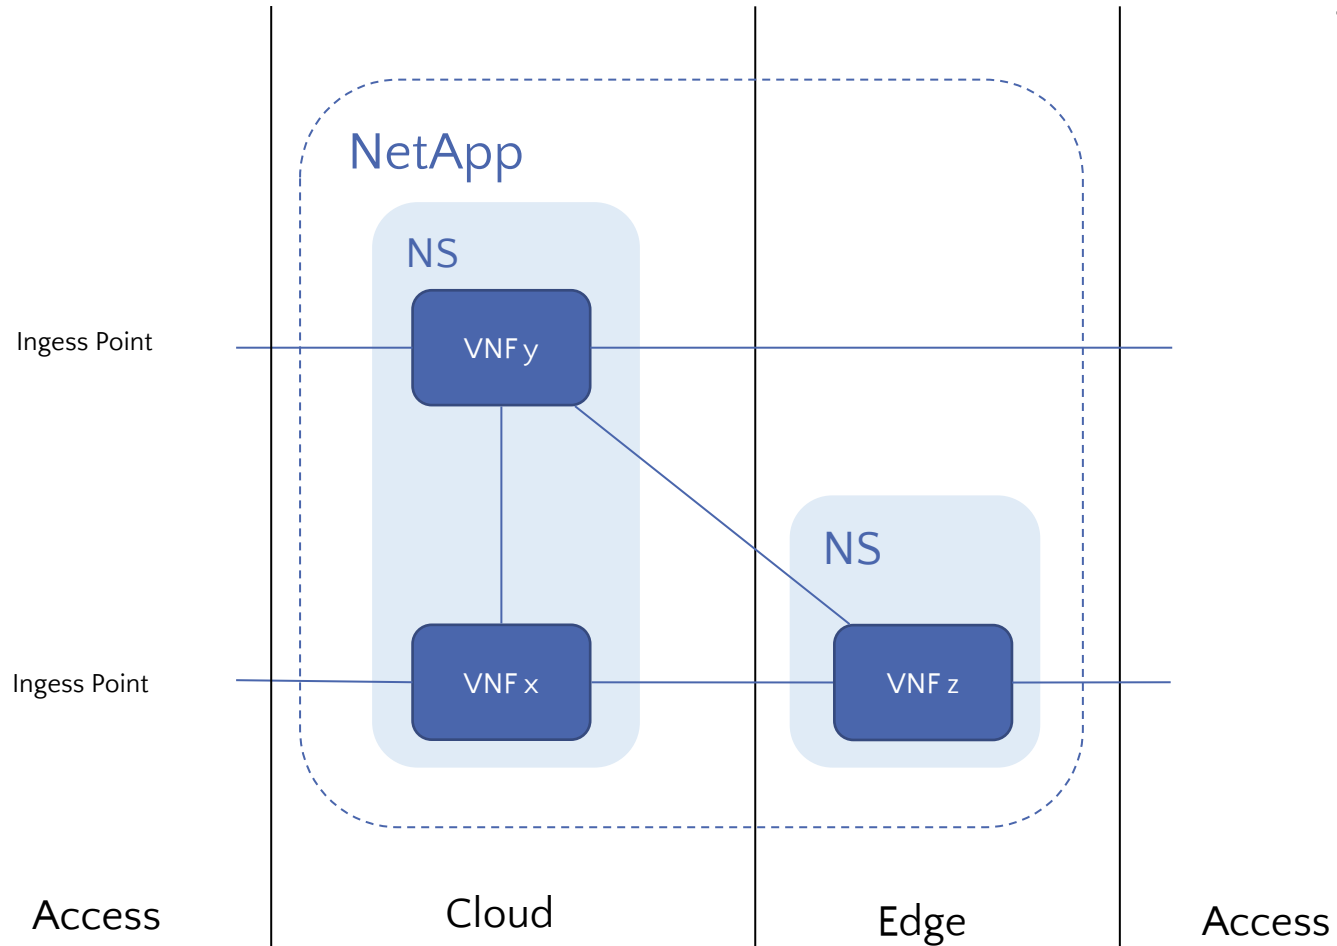 NetApp
NS
Ingess Point
VNF y
NS
Ingess Point
VNF x
VNF z
Access
Cloud
Edge
Access